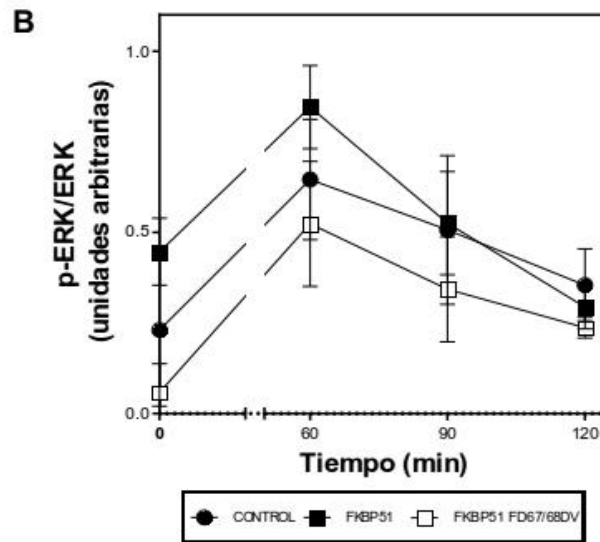 B
1.0
0.5
0.0
p-ERK/ERK
(unidades arbitrarias)
0 60 90 120
Tiempo (min)
CONTROL FKBP51 FKBP51 FD67/68DV